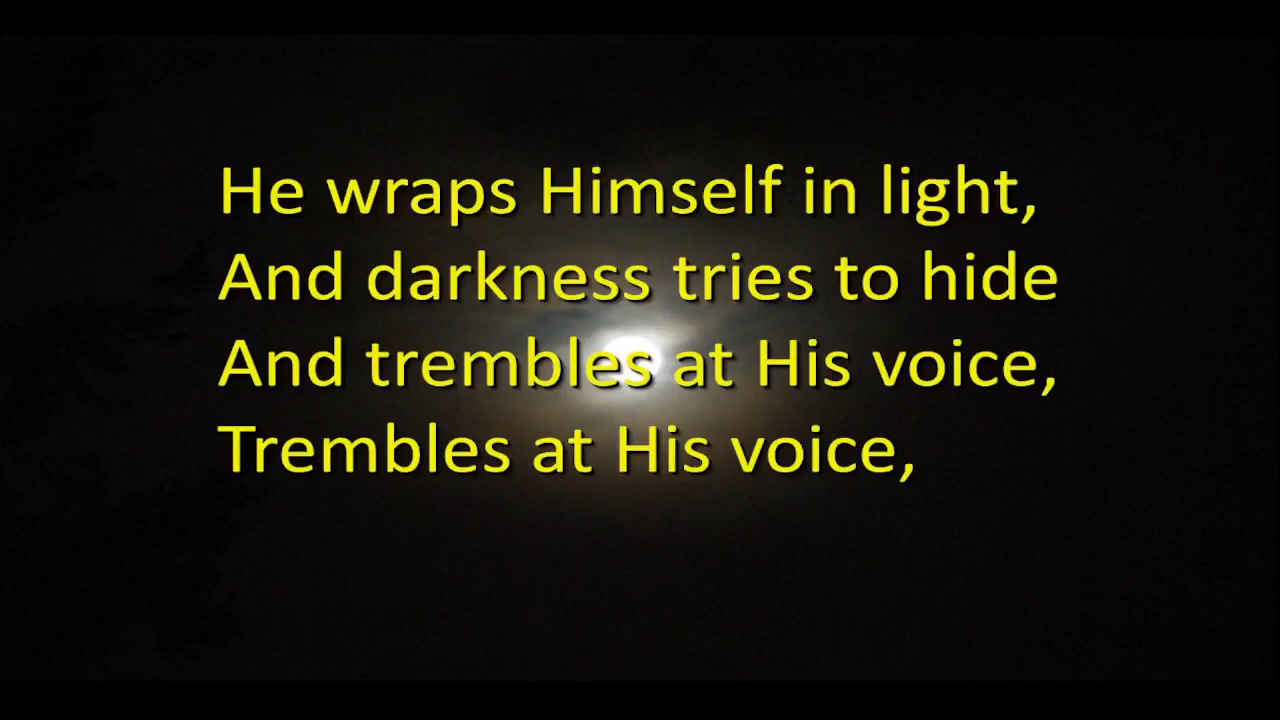 He wraps Himself in light,
And darkness tries to hide
And trembles at His voice,
Trembles at His voice,